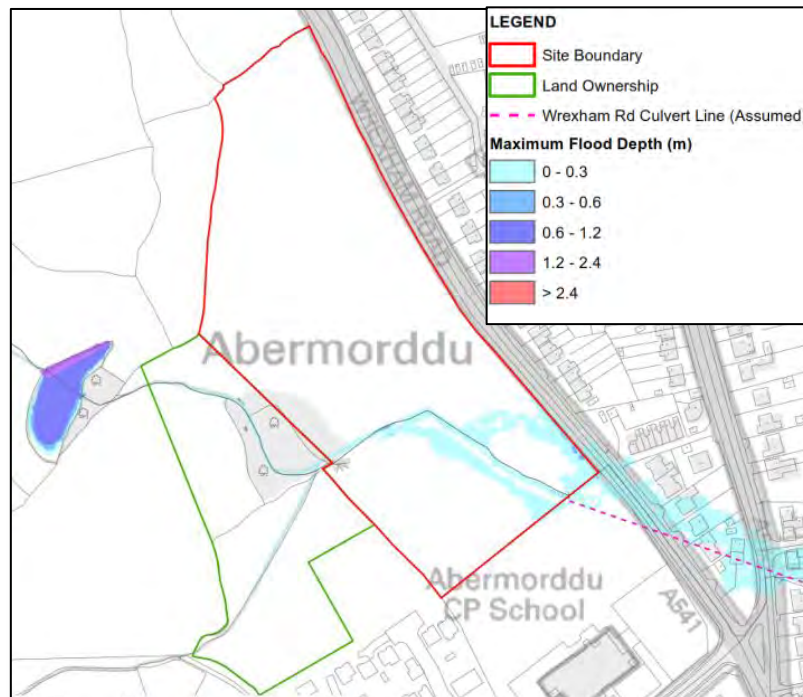 LEGEND
Site Boundary
Land Ownership
Wrexham Rd Culvert Line (Assumed)
Maximum Flood Depth (m)
0 - 0.3
0.3 - 0.6
0.6 - 1.2
1.2 - 2.4
> 2.4
WREXHAM ROAD
Abermorddu
Abermorddu
CP School
A541